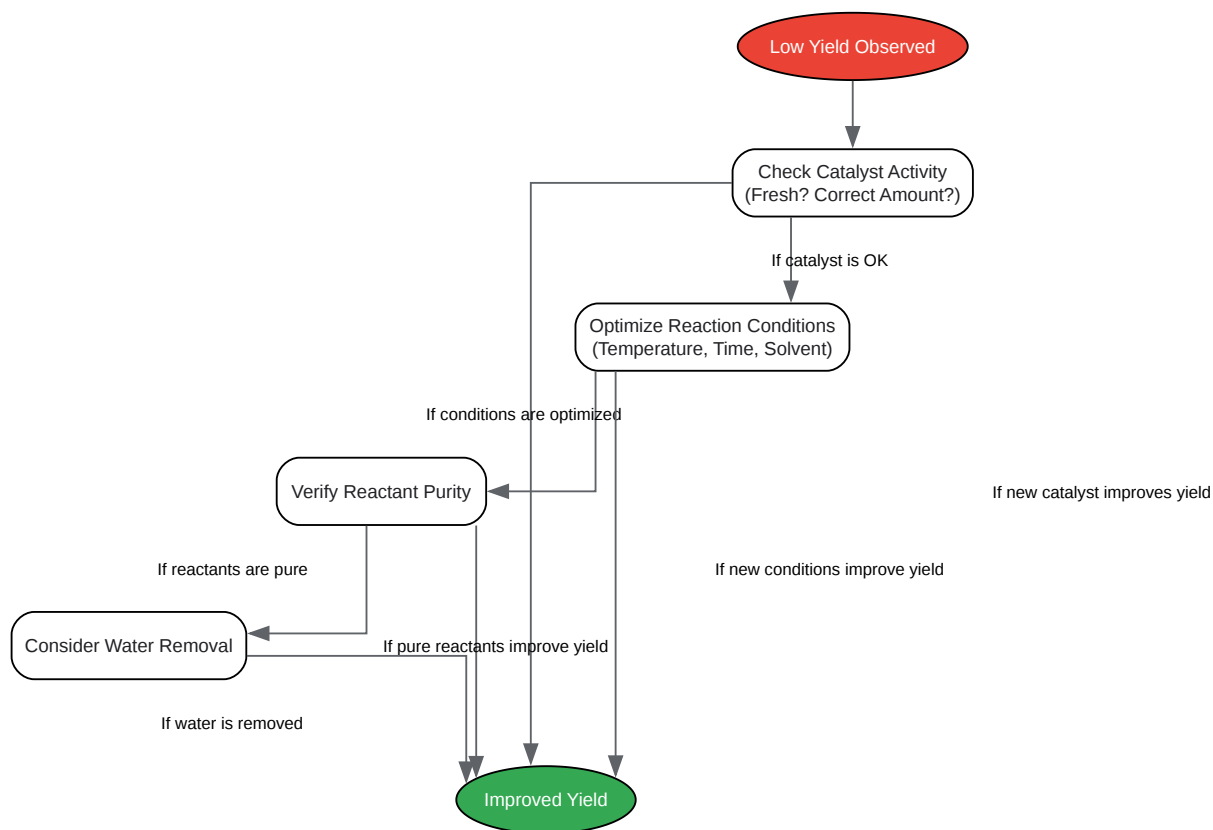 Low Yield Observed
Check Catalyst Activity
(Fresh? Correct Amount?)
If catalyst is OK
Optimize Reaction Conditions
(Temperature, Time, Solvent)
If conditions are optimized
Verify Reactant Purity
If new catalyst improves yield
If reactants are pure
If new conditions improve yield
Consider Water Removal
If pure reactants improve yield
If water is removed
Improved Yield